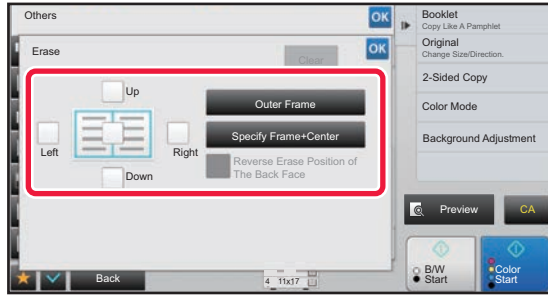 Others
OK
Erase
Clear
OK
Up
Left
Right
Down
Outer Frame
Specify Frame+Center
Reverse Erase Position of
The Back Face
Back
4 11x17
Booklet
Copy Like A Pamphlet
Original
Change Size/Direction.
2-Sided Copy
Color Mode
Background Adjustment
Preview
CA
B/W
Start
Color
Start